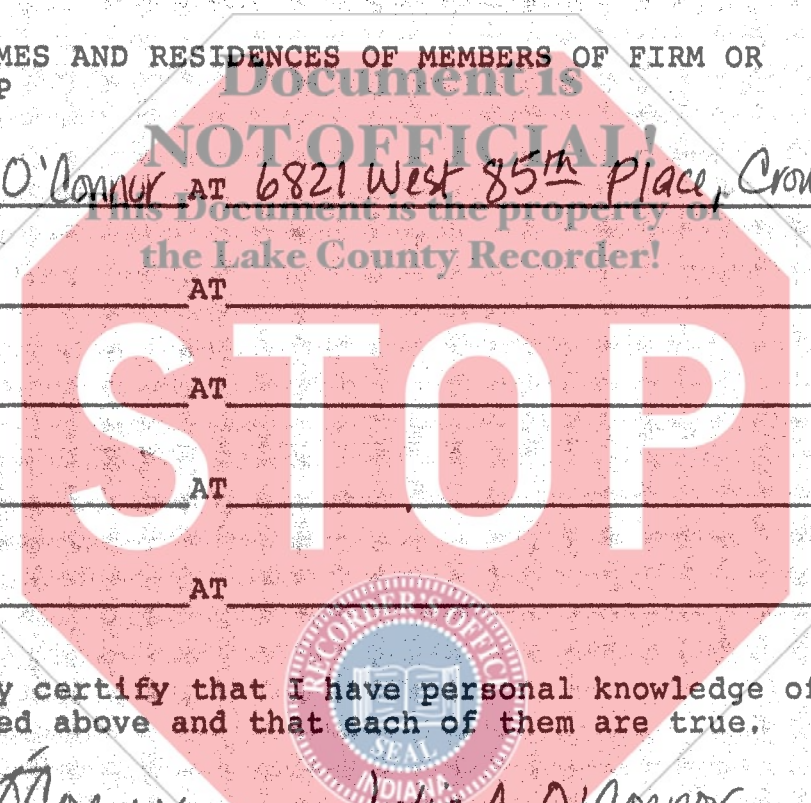 MES AND RESIDENCES OF MEMBERS OF FIRM OR
P
Document is
NOT OFFICIAL!
O'Connor AT 6821 West 85th Place, Crow
This Document is the property of
the Lake County Recorder!
AT
AT
STOP
AT
AT
RECORDER'S OFFICE
y certify that I have personal knowledge of
ed above and that each of them are true.
SEAL
INDIANA
O'Connor